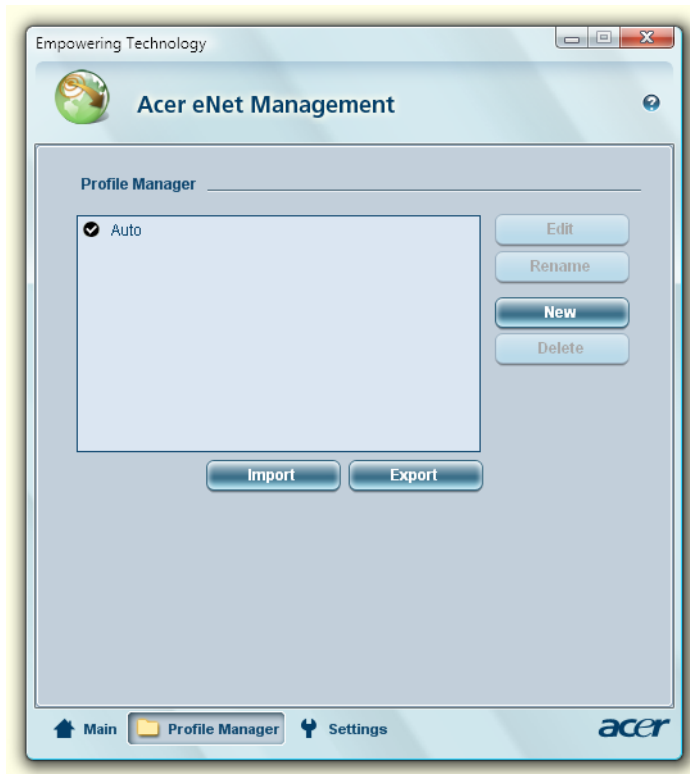 Empowering Technology
Acer eNet Management
Profile Manager
Auto
Edit
Rename
New
Delete
Import
Export
Main
Profile Manager
Settings
acer